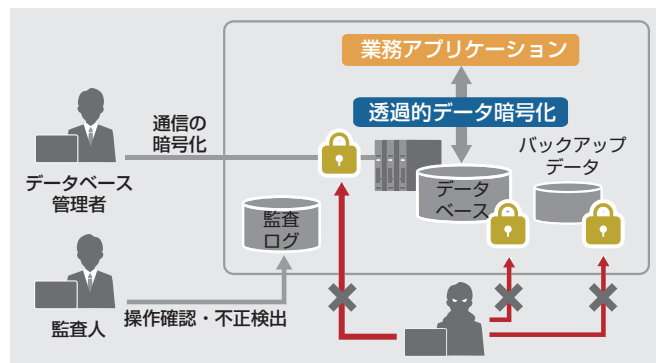 業務アプリケーション
透過的データ暗号化
通信の
暗号化
バックアップ
データ
データ
ベース
データベース
管理者
監査
ログ
操作確認・不正検出
監査人